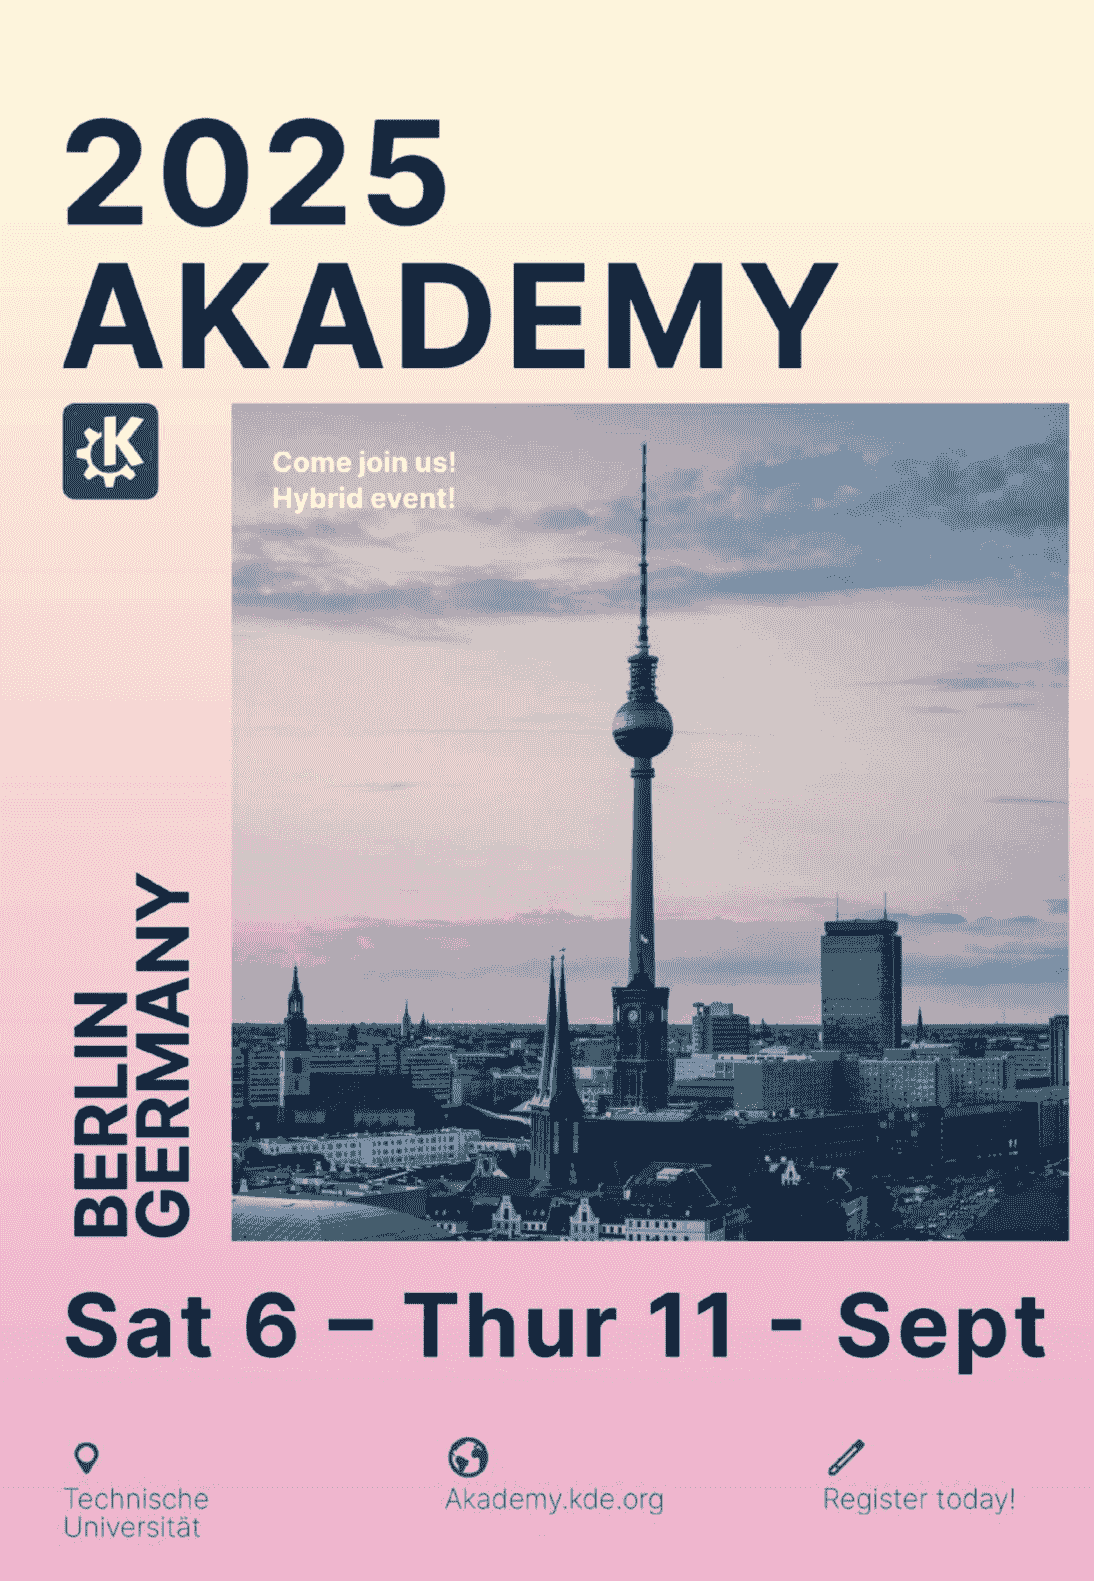 2025
AKADEMY
K
Come join us!
Hybrid event!
BERLIN
GERMANY
Sat 6 – Thur 11 - Sept
Technische
Universität
Akademy.kde.org
Register today!